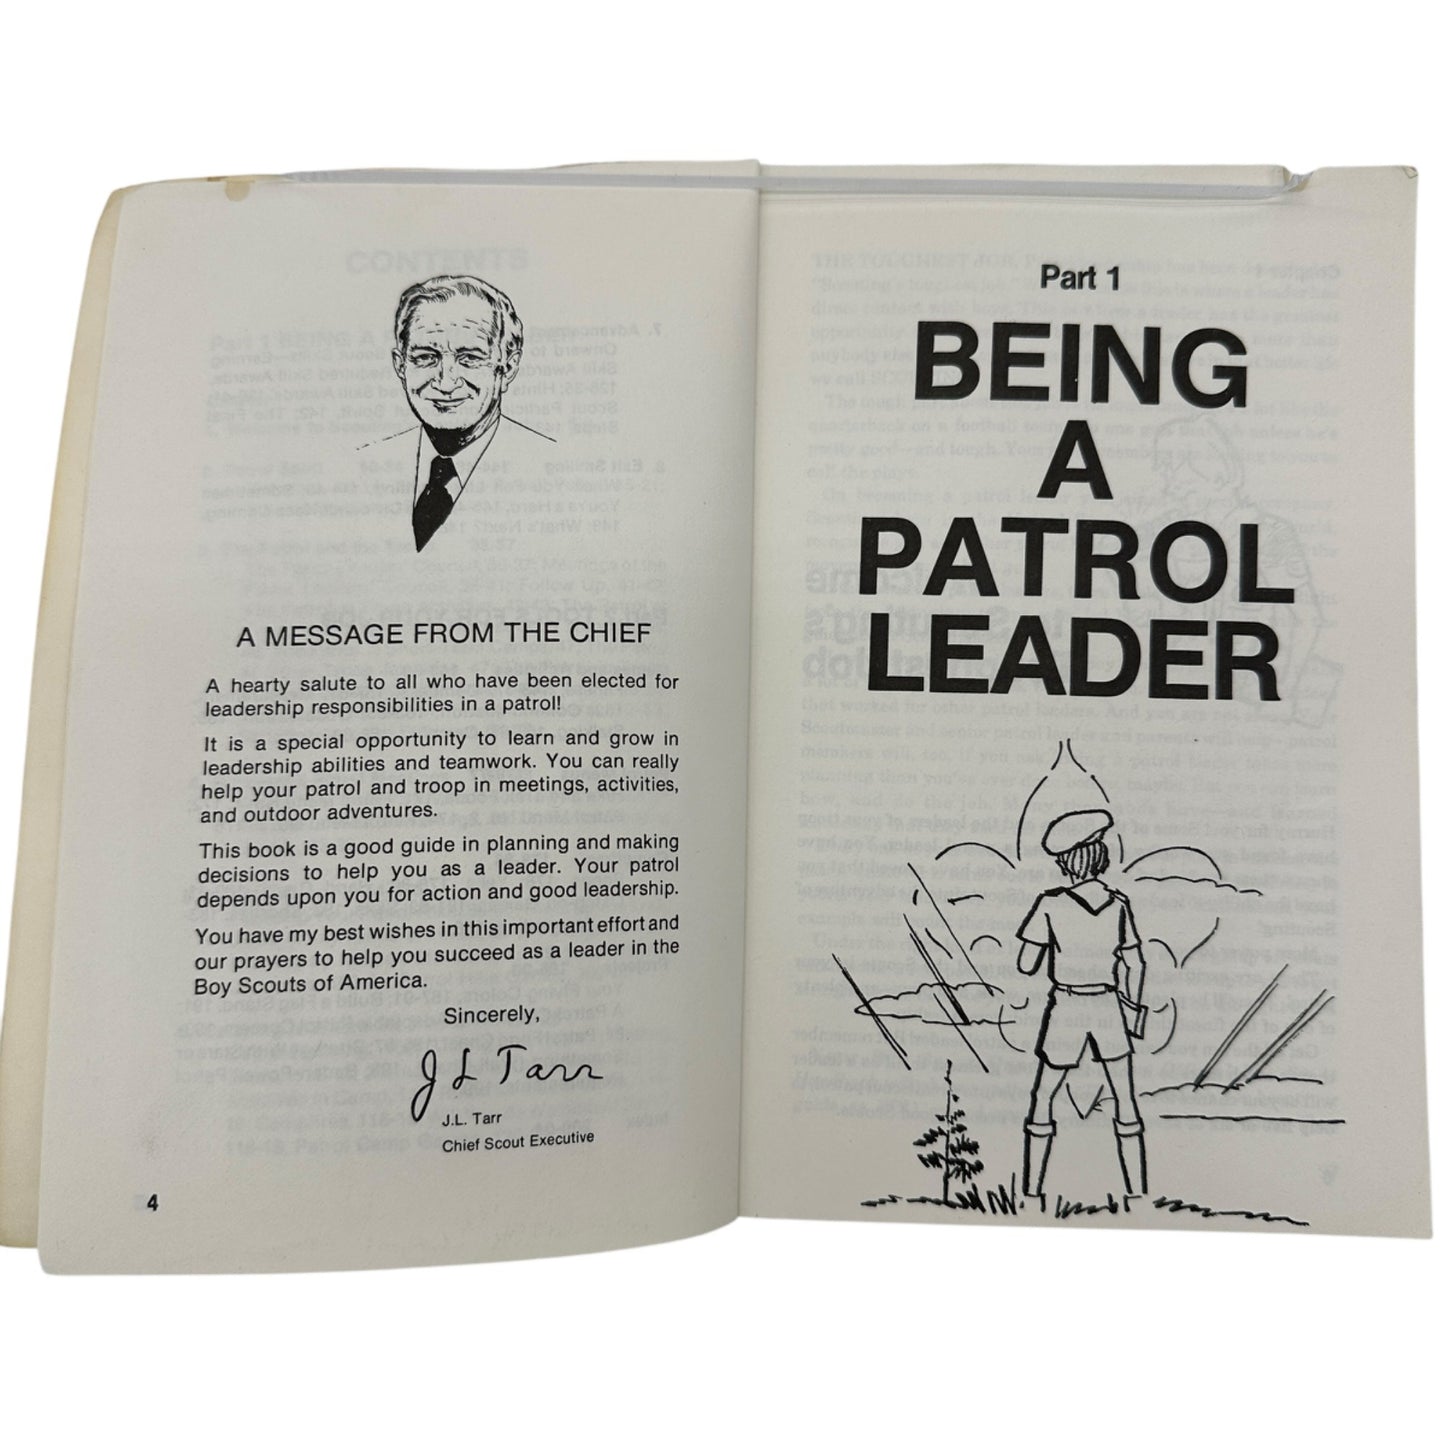 A MESSAGE FROM THE CHIEF
A hearty salute to all who have been elected for
leadership responsibilities in a patrol!
It is a special opportunity to learn and grow in
leadership abilities and teamwork. You can really
help your patrol and troop in meetings, activities,
and outdoor adventures.
This book is a good guide in planning and making
decisions to help you as a leader. Your patrol
depends upon you for action and good leadership.
You have my best wishes in this important effort and
our prayers to help you succeed as a leader in the
Boy Scouts of America.
Sincerely,
J L Tarr
J.L. Tarr
Chief Scout Executive
4
Part 1
BEING
A
PATROL
LEADER